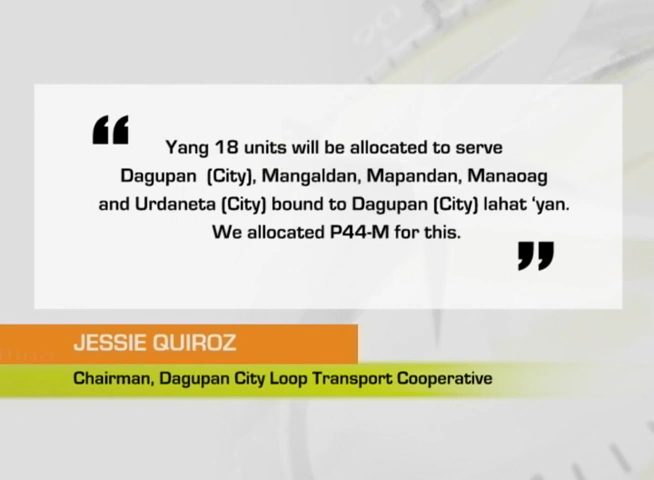 “
Yang 18 units will be allocated to serve
Dagupan (City), Mangaldan, Mapandan, Manaoag
and Urdaneta (City) bound to Dagupan (City) lahat ‘yan.
We allocated P44-M for this.
”
JESSIE QUIROZ
Chairman, Dagupan City Loop Transport Cooperative